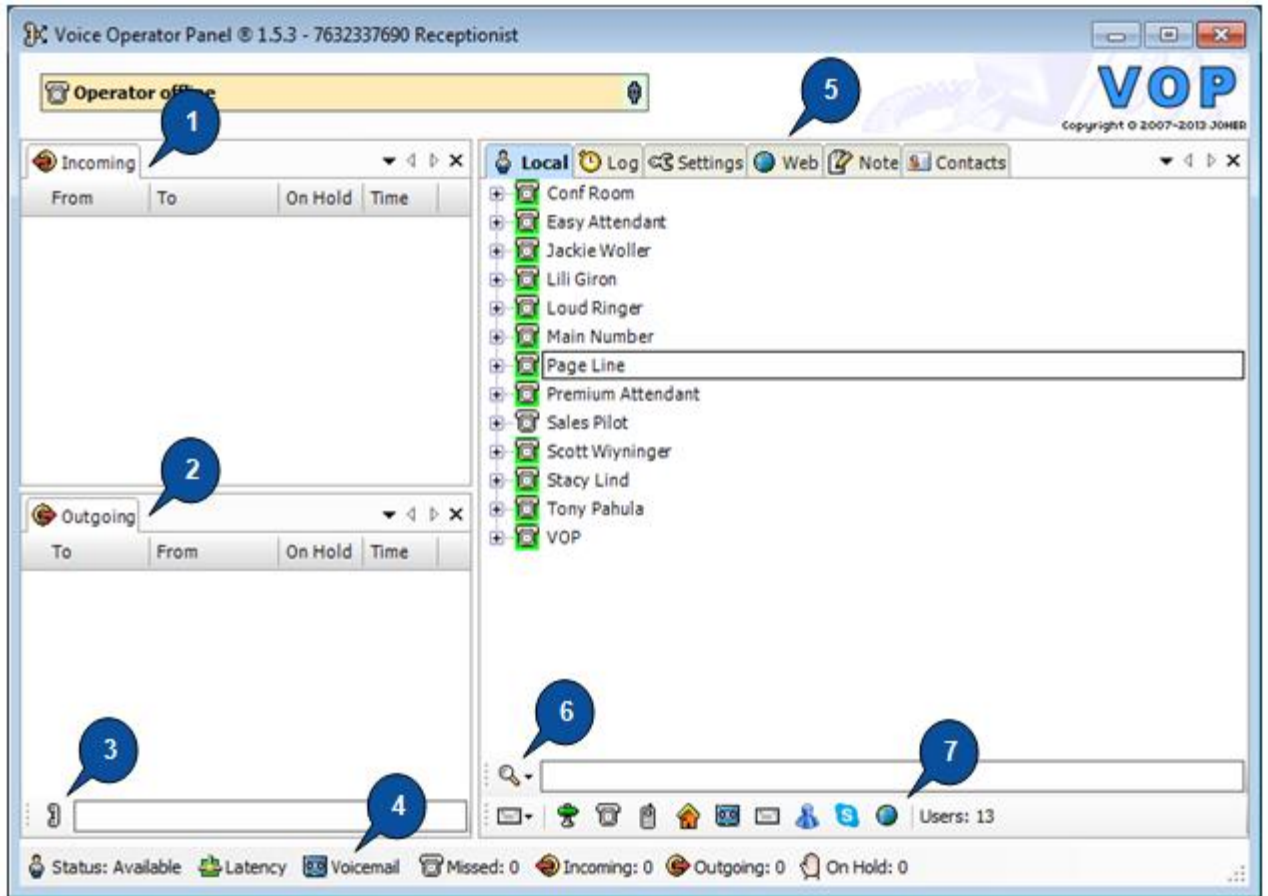 Voice Operator Panel ® 1.5.3 - 7632337690 Receptionist
Operator offline
VOP
Copyright © 2007-2013 JOHER
1
5
Incoming
From To On Hold Time
Local Log Settings Web Note Contacts
Conf Room
Easy Attendant
Jackie Woller
Lili Giron
Loud Ringer
Main Number
Page Line
Premium Attendant
Sales Pilot
Scott Wiyninger
Stacy Lind
Tony Pahula
VOP
2
Outgoing
To From On Hold Time
3
4
6
7
Users: 13
Status: Available Latency Voicemail Missed: 0 Incoming: 0 Outgoing: 0 On Hold: 0